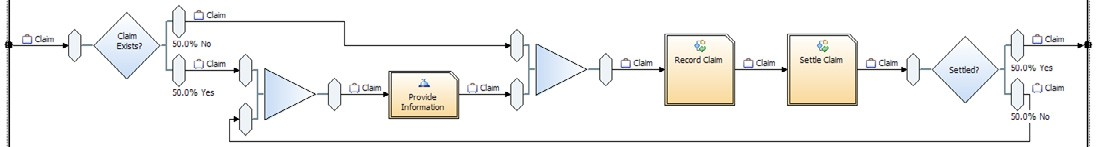 Claim
Claim
Exists?
Claim
50.0% No
Claim
50.0% Yes
Claim
Provide
Information
Claim
Claim
Record Claim
Claim
Settle Claim
Claim
Settled?
Claim
50.0% Yes
Claim
50.0% No